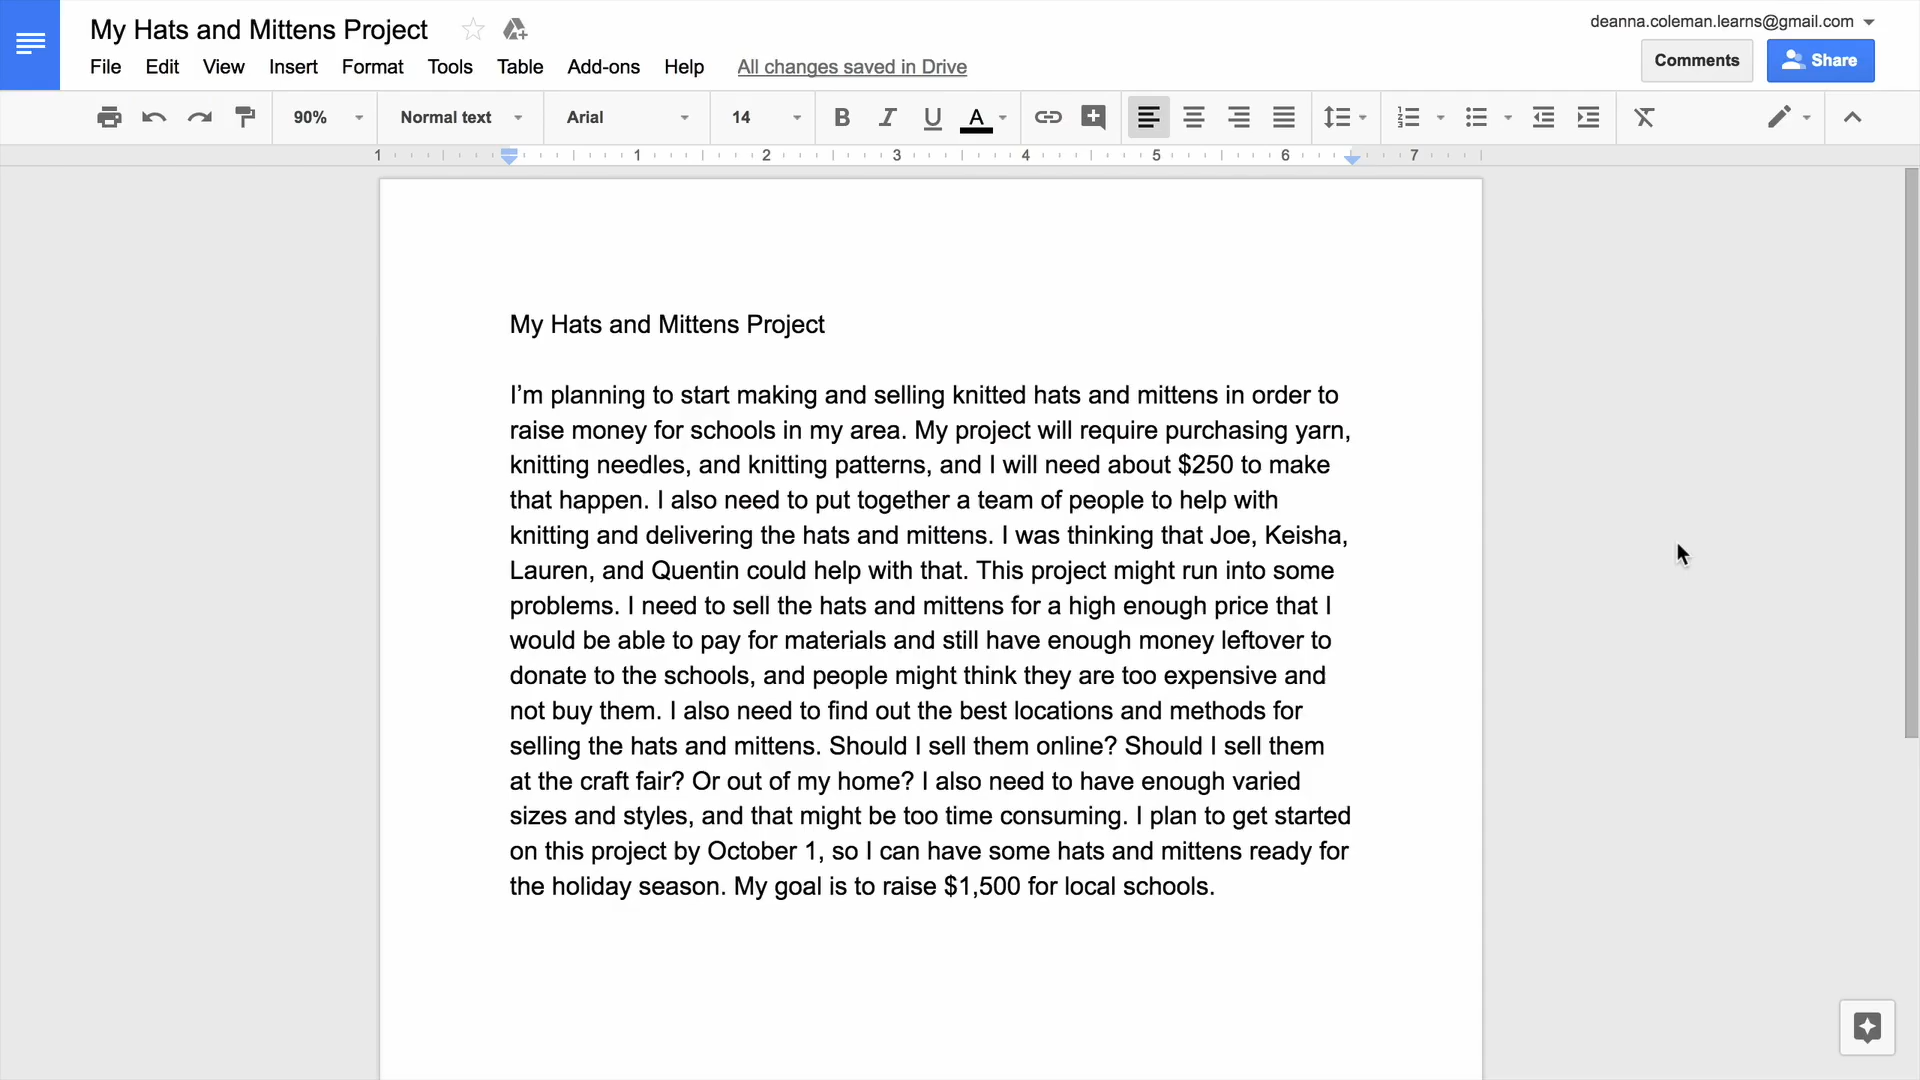 My Hats and Mittens Project
deanna.coleman.learns@gmail.com
File Edit View Insert Format Tools Table Add-ons Help All changes saved in Drive
Comments Share
90% Normal text Arial 14 B I U A
1 1 2 3 4 5 6 7
My Hats and Mittens Project
I’m planning to start making and selling knitted hats and mittens in order to
raise money for schools in my area. My project will require purchasing yarn,
knitting needles, and knitting patterns, and I will need about $250 to make
that happen. I also need to put together a team of people to help with
knitting and delivering the hats and mittens. I was thinking that Joe, Keisha,
Lauren, and Quentin could help with that. This project might run into some
problems. I need to sell the hats and mittens for a high enough price that I
would be able to pay for materials and still have enough money leftover to
donate to the schools, and people might think they are too expensive and
not buy them. I also need to find out the best locations and methods for
selling the hats and mittens. Should I sell them online? Should I sell them
at the craft fair? Or out of my home? I also need to have enough varied
sizes and styles, and that might be too time consuming. I plan to get started
on this project by October 1, so I can have some hats and mittens ready for
the holiday season. My goal is to raise $1,500 for local schools.